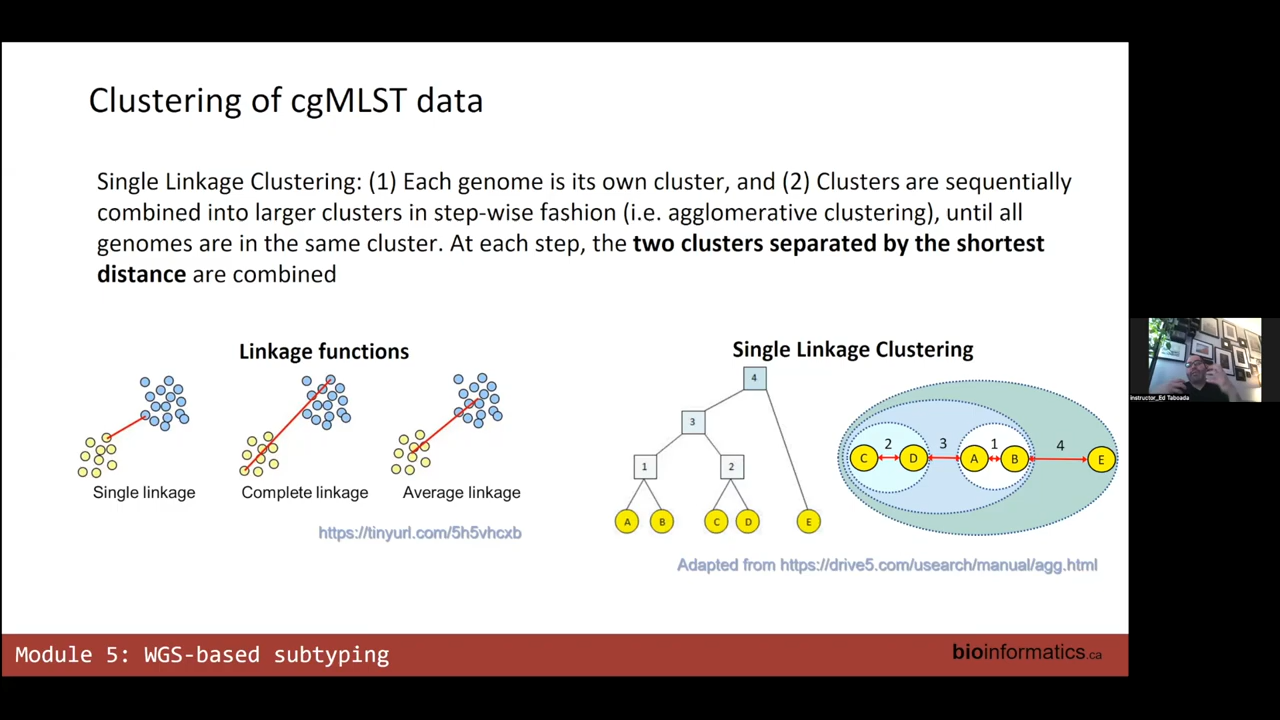 Clustering of cgMLST data
Single Linkage Clustering: (1) Each genome is its own cluster, and (2) Clusters are sequentially
combined into larger clusters in step-wise fashion (i.e. agglomerative clustering), until all
genomes are in the same cluster. At each step, the two clusters separated by the shortest
distance are combined
Linkage functions
Single linkage
Complete linkage
Average linkage
https://tinyurl.com/5h5vhcxb
Single Linkage Clustering
4
3
1
2
A
B
C
D
E
2
3
1
4
C
D
A
B
E
Adapted from https://drive5.com/usearch/manual/agg.html
instructor_Ed Taboada
Module 5: WGS-based subtyping
bioinformatics.ca